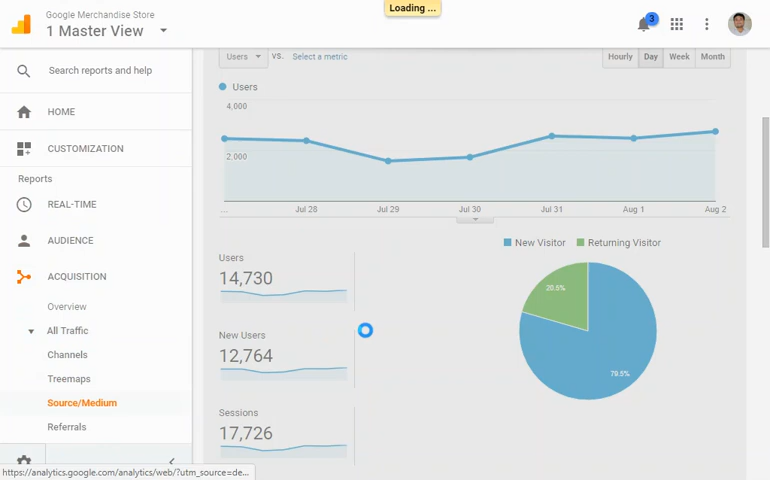 Loading ...
Google Merchandise Store
1 Master View
3
Search reports and help
HOME
CUSTOMIZATION
Reports
REAL-TIME
AUDIENCE
ACQUISITION
Overview
All Traffic
Channels
Treemaps
Source/Medium
Referrals
https://analytics.google.com/analytics/web/?utm_source=de...
Users
vs.
Select a metric
Hourly
Day
Week
Month
Users
4,000
2,000
...
Jul 28
Jul 29
Jul 30
Jul 31
Aug 1
Aug 2
New Visitor
Returning Visitor
20.5%
79.5%
Users
14,730
New Users
12,764
Sessions
17,726